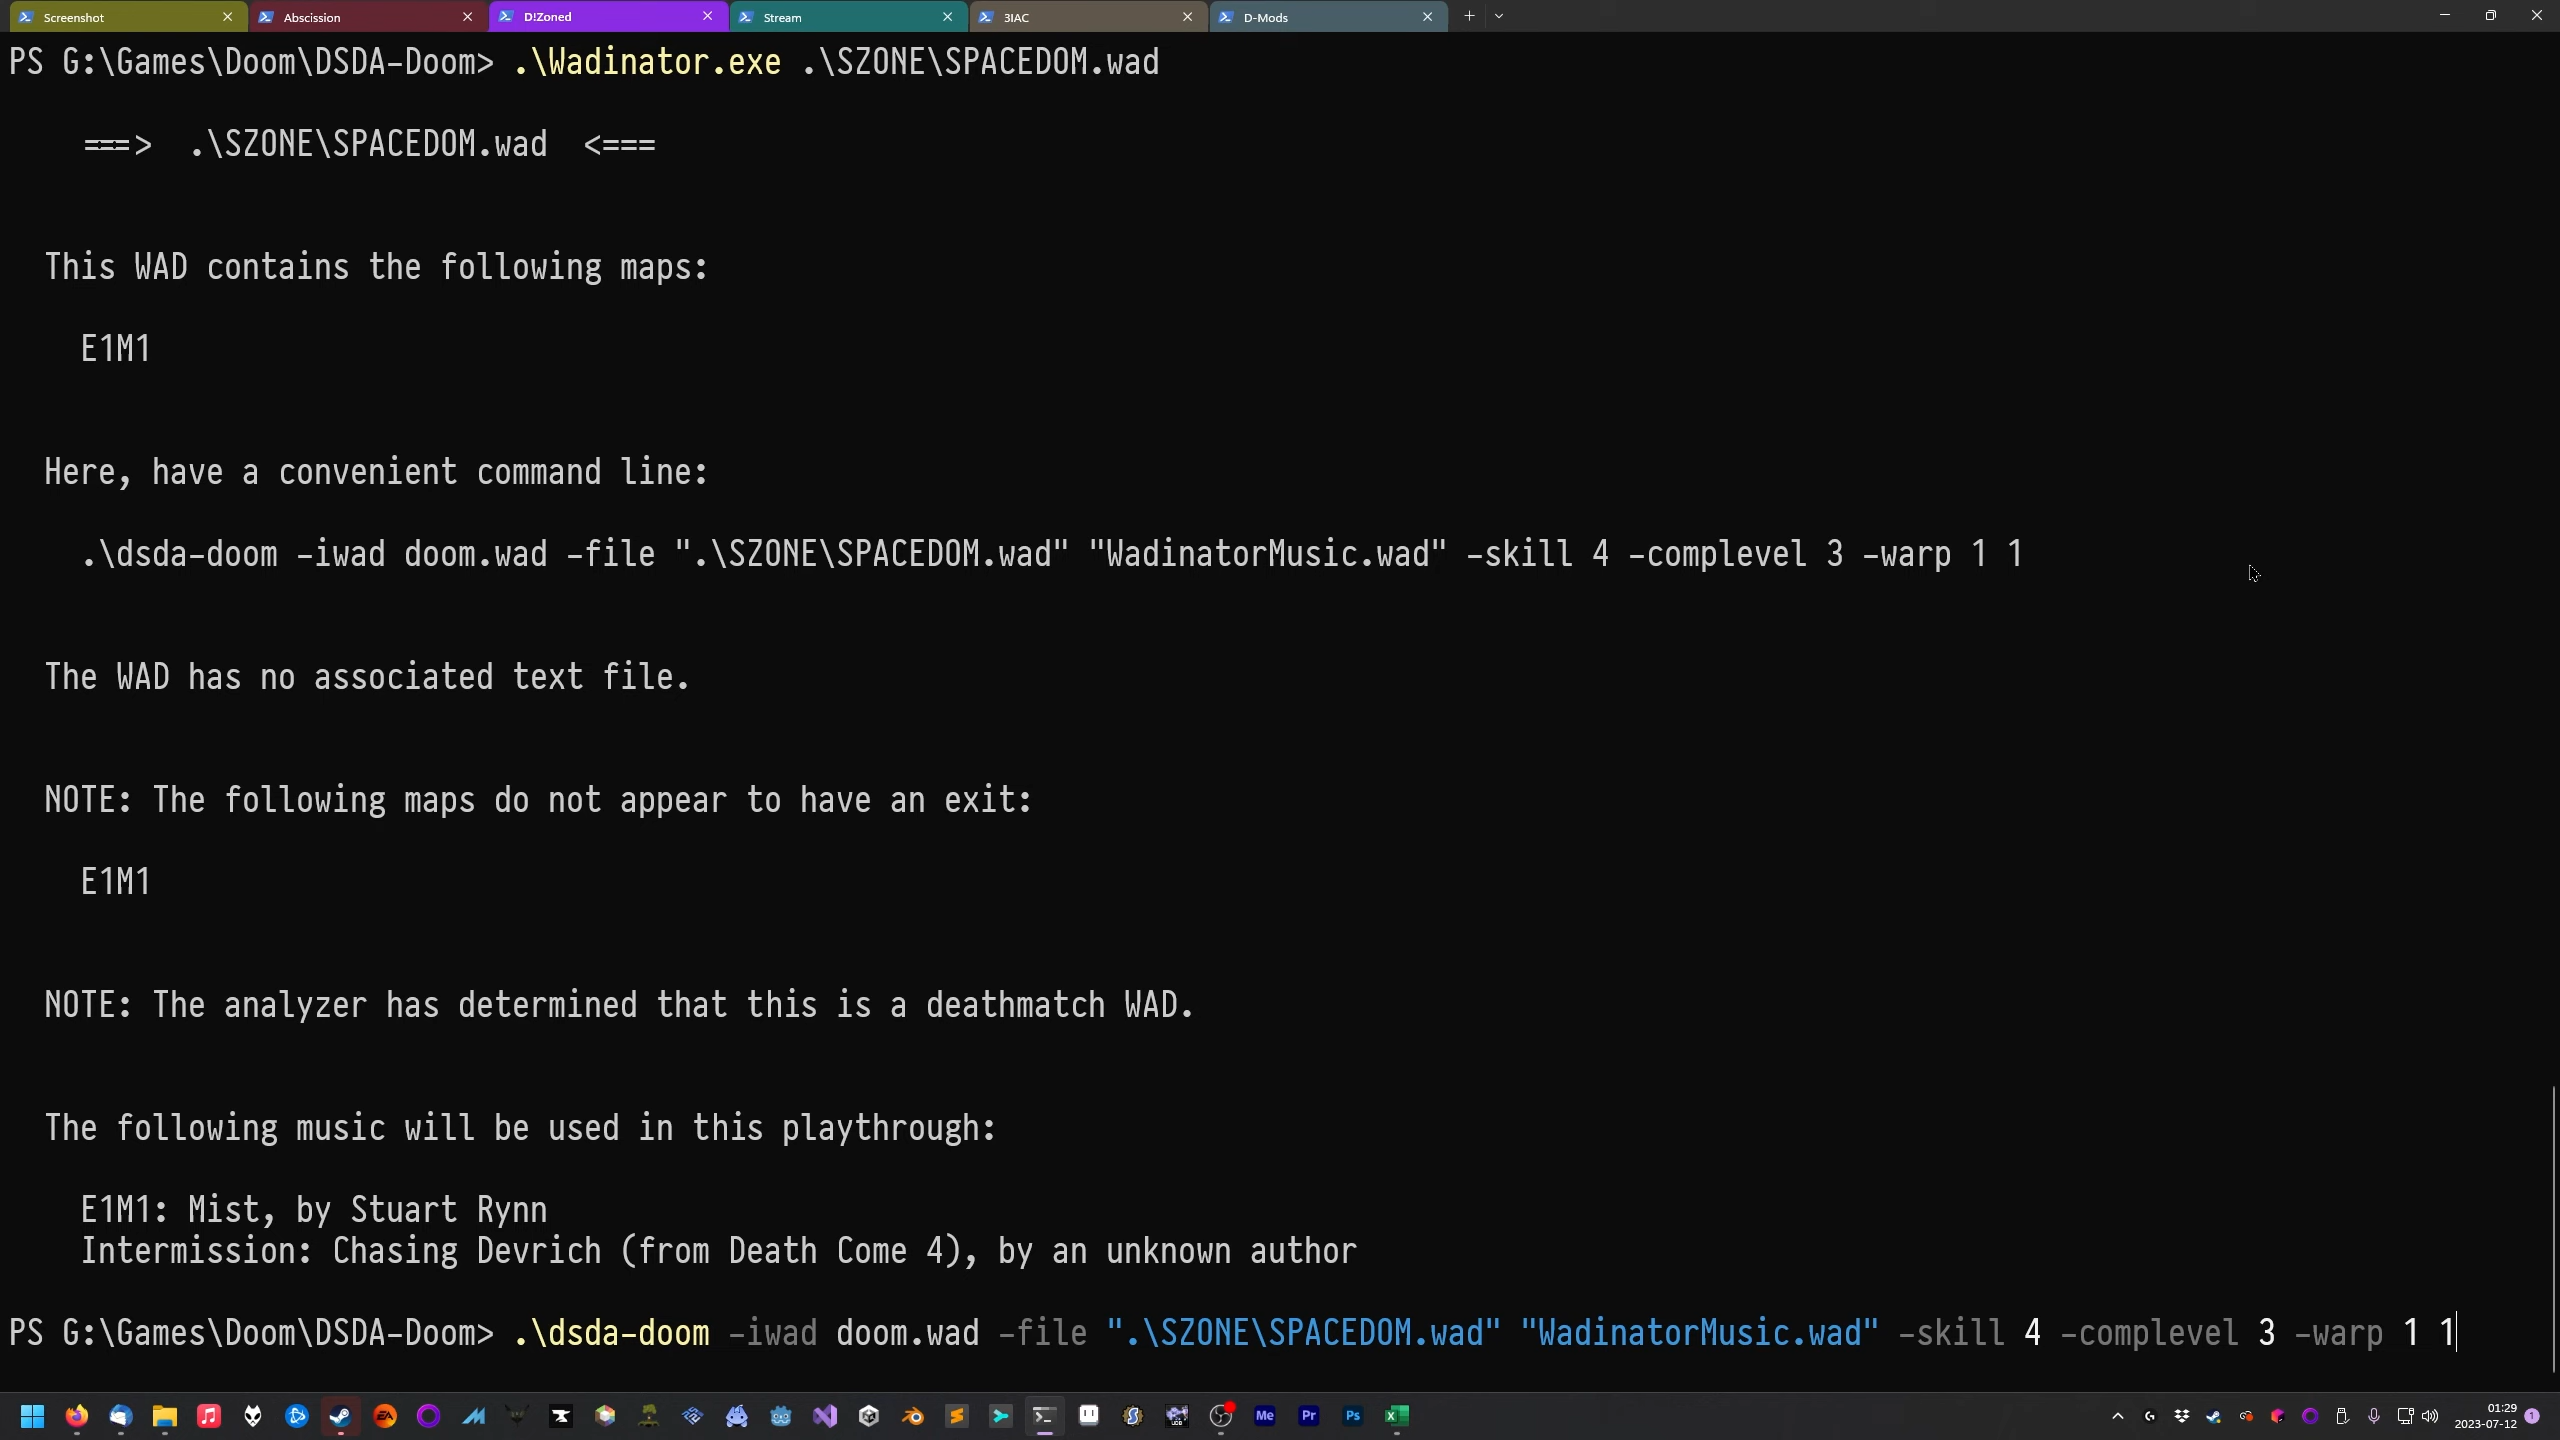 Screenshot
Abscission
D!Zoned
Stream
3IAC
D-Mods
PS G:\Games\Doom\DSDA-Doom> .\Wadinator.exe .\SZONE\SPACEDOM.wad
===> .\SZONE\SPACEDOM.wad <===
This WAD contains the following maps:
E1M1
Here, have a convenient command line:
.\dsda-doom -iwad doom.wad -file ".\SZONE\SPACEDOM.wad" "WadinatorMusic.wad" -skill 4 -complevel 3 -warp 1 1
The WAD has no associated text file.
NOTE: The following maps do not appear to have an exit:
E1M1
NOTE: The analyzer has determined that this is a deathmatch WAD.
The following music will be used in this playthrough:
E1M1: Mist, by Stuart Rynn
Intermission: Chasing Devrich (from Death Come 4), by an unknown author
PS G:\Games\Doom\DSDA-Doom> .\dsda-doom -iwad doom.wad -file ".\SZONE\SPACEDOM.wad" "WadinatorMusic.wad" -skill 4 -complevel 3 -warp 1 1
EA
Me
Pr
Ps
01:29
2023-07-12
1